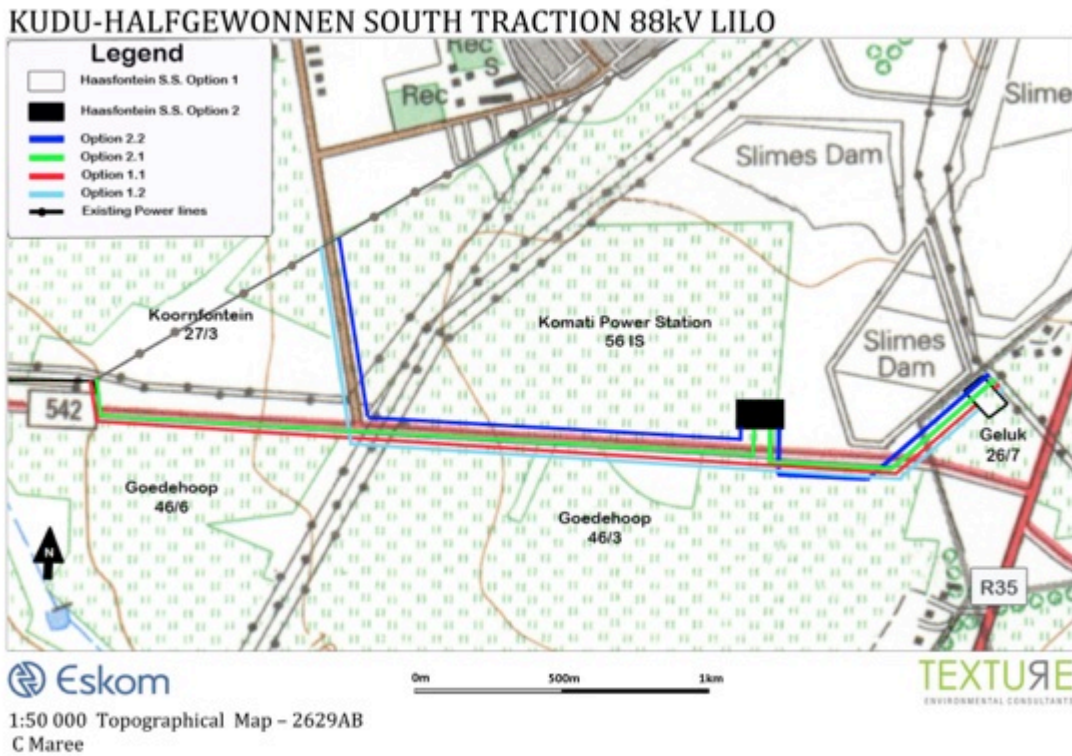 KUDU-HALFGEWONNEN SOUTH TRACTION 88kV LILO
Legend
Haasfontein S.S. Option 1
Haasfontein S.S. Option 2
Option 2.2
Option 2.1
Option 1.1
Option 1.2
Existing Power lines
Rec
S
Rec
Slimes
Slimes Dam
Koornfontein
27/3
Komati Power Station
56 IS
Slimes
Dam
542
Geluk
26/7
Goedehoop
46/6
Goedehoop
46/3
N
R35
Eskom
0m 500m 1km
TEXTURE
ENVIRONMENTAL CONSULTANTS
1:50 000 Topographical Map – 2629AB
C Maree